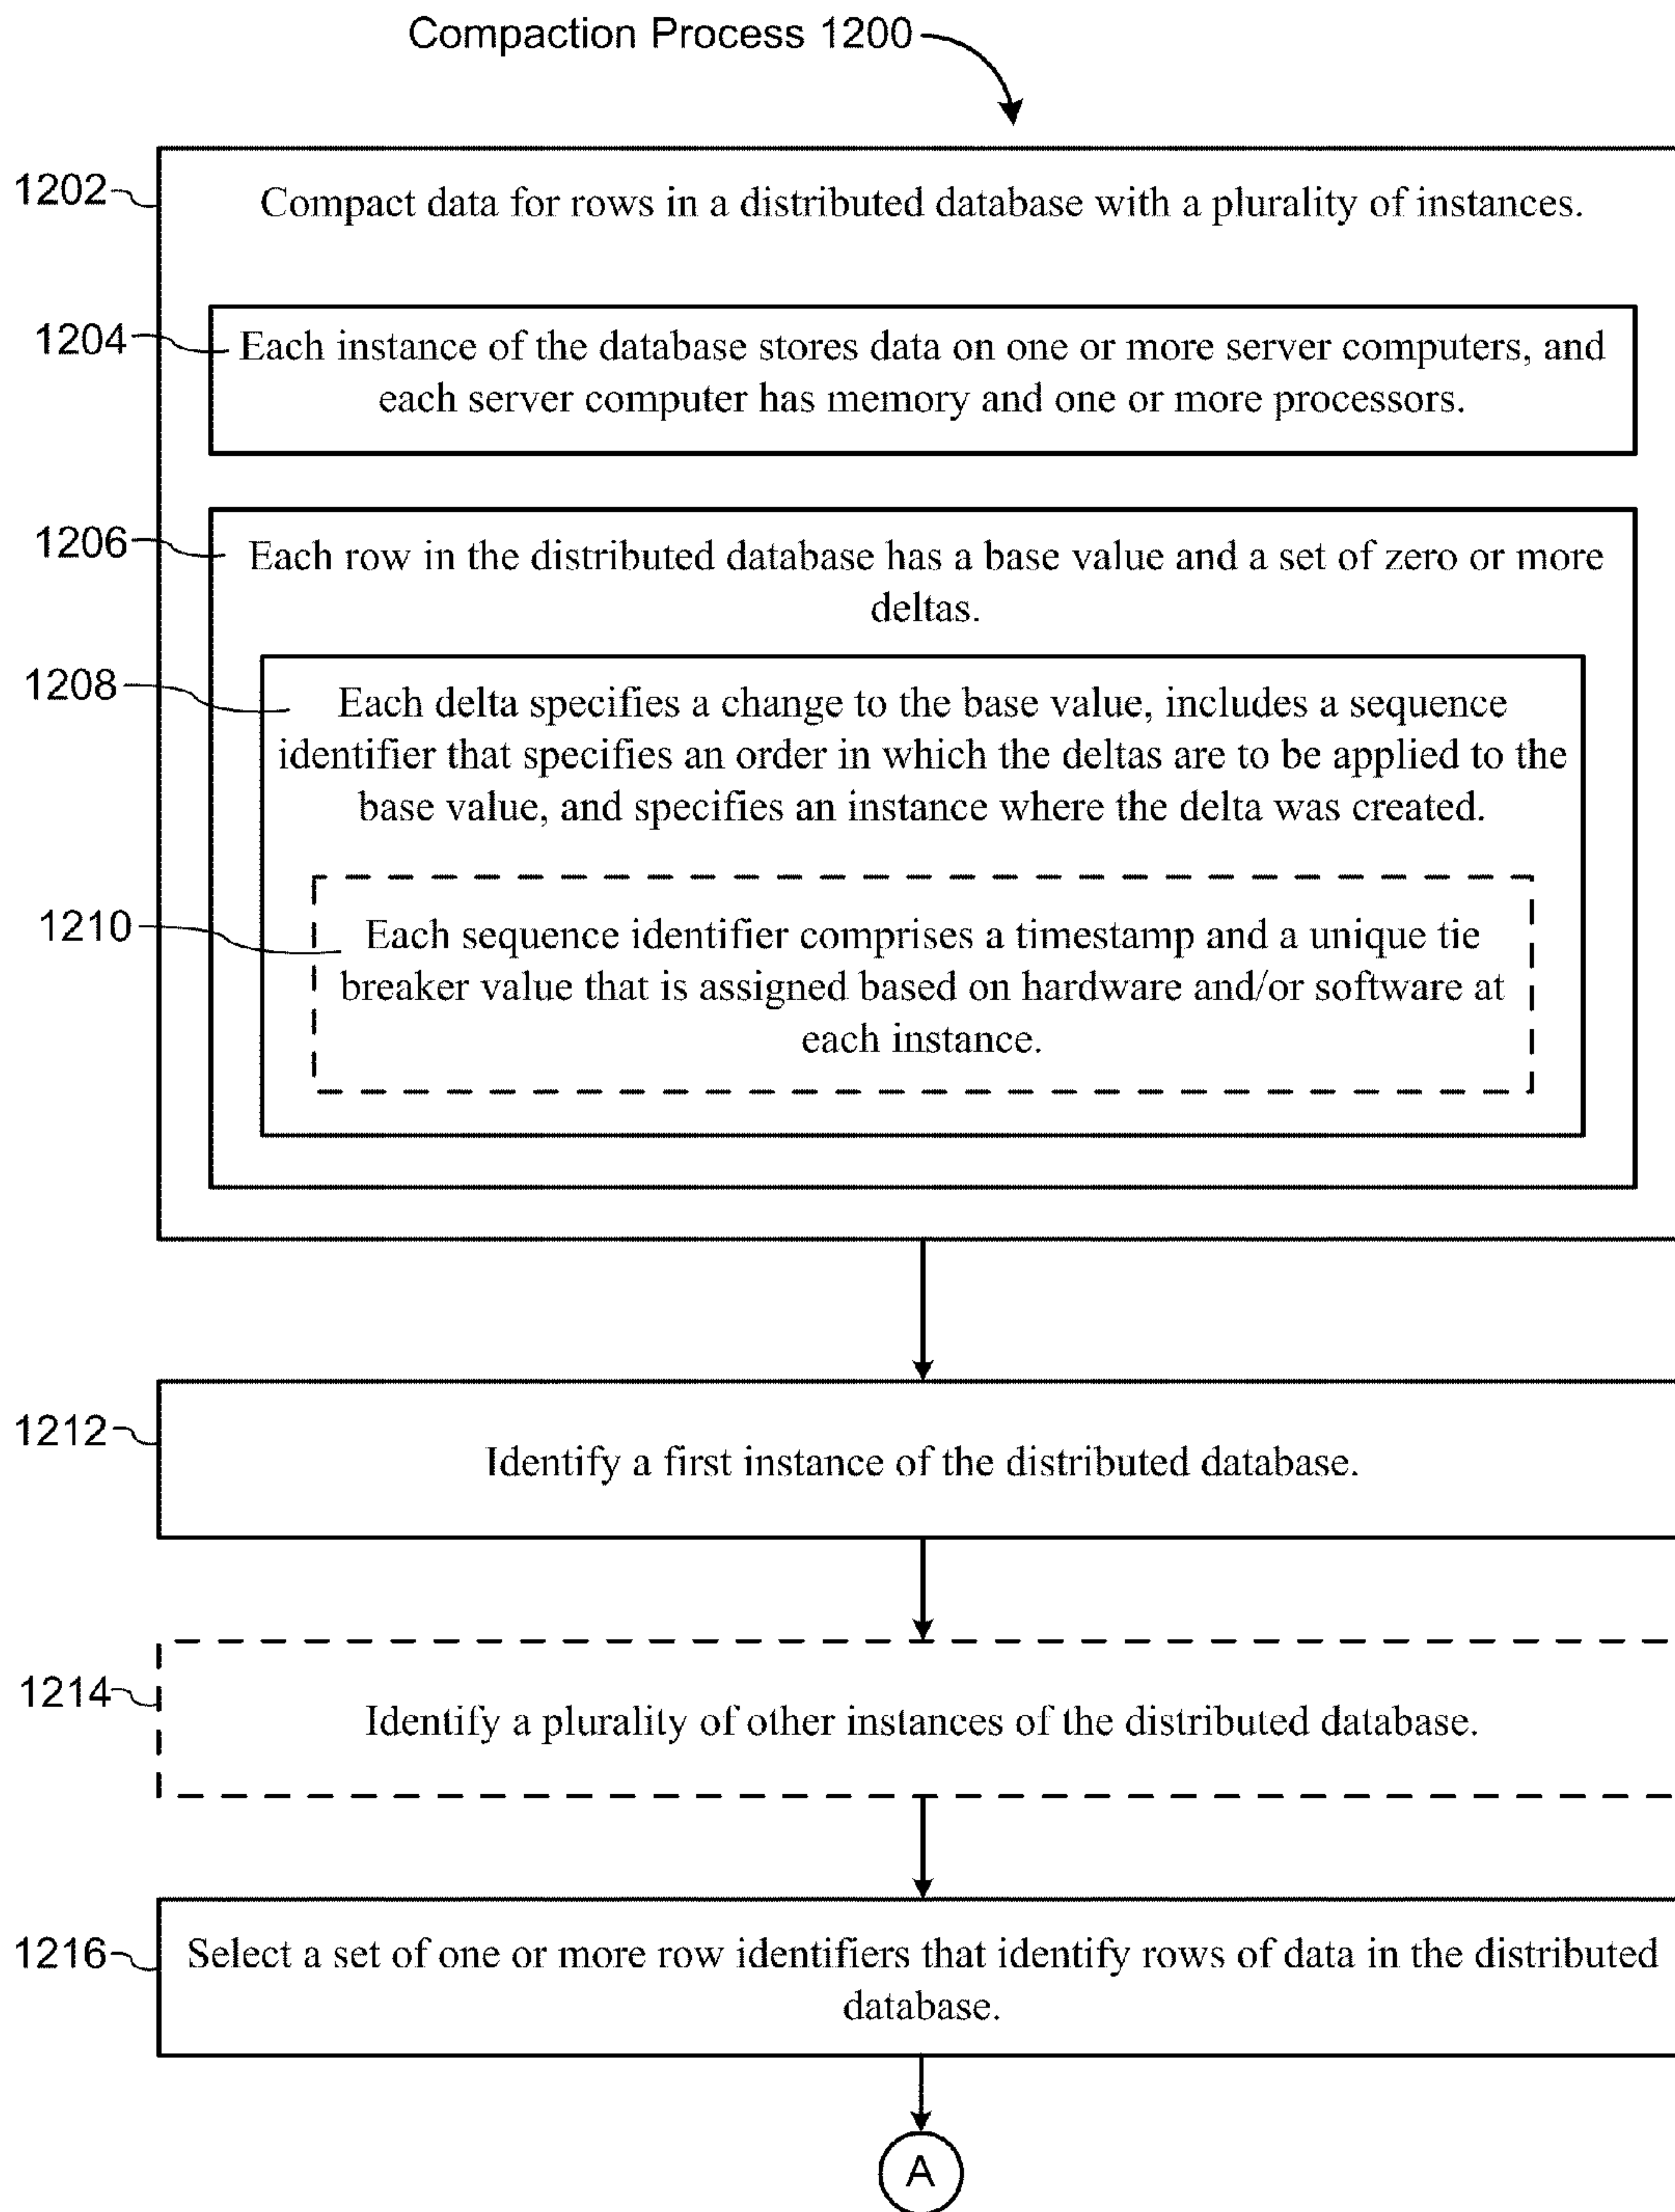 Compaction Process 1200
1202
Compact data for rows in a distributed database with a plurality of instances.
1204
Each instance of the database stores data on one or more server computers, and
each server computer has memory and one or more processors.
1206
Each row in the distributed database has a base value and a set of zero or more
deltas.
1208
Each delta specifies a change to the base value, includes a sequence
identifier that specifies an order in which the deltas are to be applied to the
base value, and specifies an instance where the delta was created.
1210
Each sequence identifier comprises a timestamp and a unique tie
breaker value that is assigned based on hardware and/or software at
each instance.
1212
Identify a first instance of the distributed database.
1214
Identify a plurality of other instances of the distributed database.
1216
Select a set of one or more row identifiers that identify rows of data in the distributed
database.
A